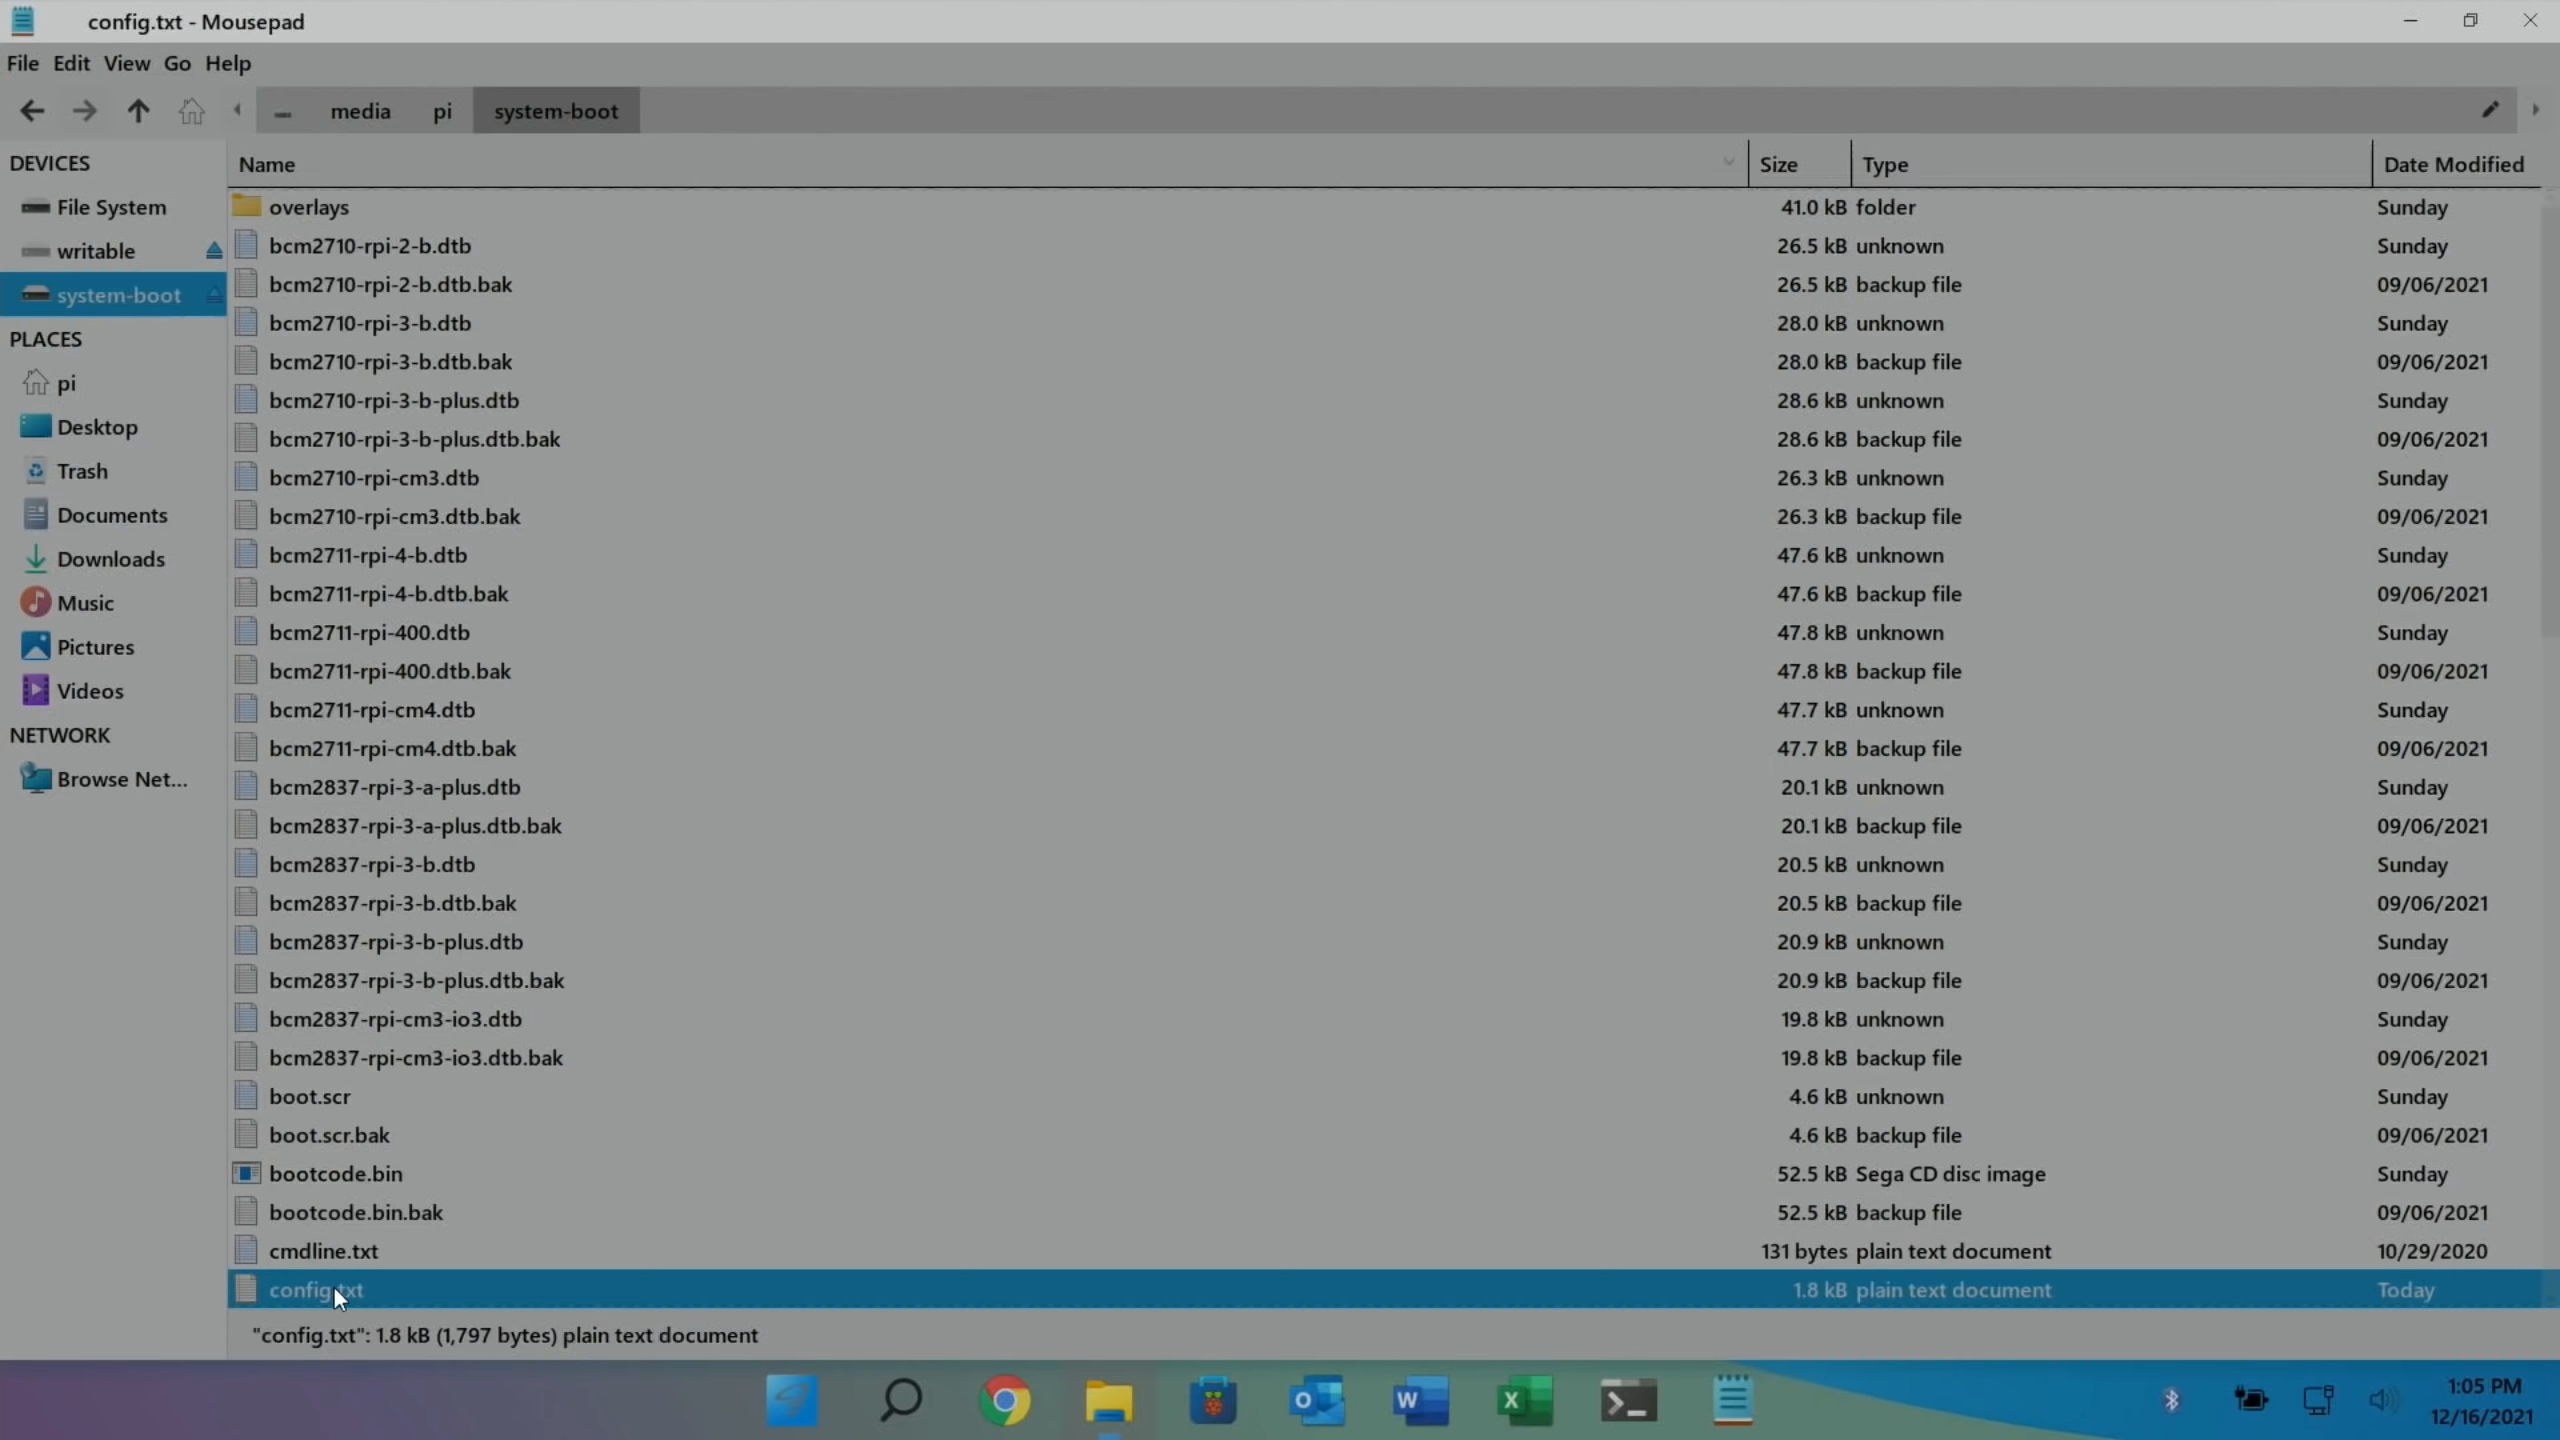 config.txt - Mousepad
File Edit View Go Help
media pi system-boot
DEVICES
File System
writable
system-boot
PLACES
pi
Desktop
Trash
Documents
Downloads
Music
Pictures
Videos
NETWORK
Browse Net...
Name Size Type Date Modified
overlays 41.0 kB folder Sunday
bcm2710-rpi-2-b.dtb 26.5 kB unknown Sunday
bcm2710-rpi-2-b.dtb.bak 26.5 kB backup file 09/06/2021
bcm2710-rpi-3-b.dtb 28.0 kB unknown Sunday
bcm2710-rpi-3-b.dtb.bak 28.0 kB backup file 09/06/2021
bcm2710-rpi-3-b-plus.dtb 28.6 kB unknown Sunday
bcm2710-rpi-3-b-plus.dtb.bak 28.6 kB backup file 09/06/2021
bcm2710-rpi-cm3.dtb 26.3 kB unknown Sunday
bcm2710-rpi-cm3.dtb.bak 26.3 kB backup file 09/06/2021
bcm2711-rpi-4-b.dtb 47.6 kB unknown Sunday
bcm2711-rpi-4-b.dtb.bak 47.6 kB backup file 09/06/2021
bcm2711-rpi-400.dtb 47.8 kB unknown Sunday
bcm2711-rpi-400.dtb.bak 47.8 kB backup file 09/06/2021
bcm2711-rpi-cm4.dtb 47.7 kB unknown Sunday
bcm2711-rpi-cm4.dtb.bak 47.7 kB backup file 09/06/2021
bcm2837-rpi-3-a-plus.dtb 20.1 kB unknown Sunday
bcm2837-rpi-3-a-plus.dtb.bak 20.1 kB backup file 09/06/2021
bcm2837-rpi-3-b.dtb 20.5 kB unknown Sunday
bcm2837-rpi-3-b.dtb.bak 20.5 kB backup file 09/06/2021
bcm2837-rpi-3-b-plus.dtb 20.9 kB unknown Sunday
bcm2837-rpi-3-b-plus.dtb.bak 20.9 kB backup file 09/06/2021
bcm2837-rpi-cm3-io3.dtb 19.8 kB unknown Sunday
bcm2837-rpi-cm3-io3.dtb.bak 19.8 kB backup file 09/06/2021
boot.scr 4.6 kB unknown Sunday
boot.scr.bak 4.6 kB backup file 09/06/2021
bootcode.bin 52.5 kB Sega CD disc image Sunday
bootcode.bin.bak 52.5 kB backup file 09/06/2021
cmdline.txt 131 bytes plain text document 10/29/2020
config.txt 1.8 kB plain text document Today
"config.txt": 1.8 kB (1,797 bytes) plain text document
1:05 PM
12/16/2021